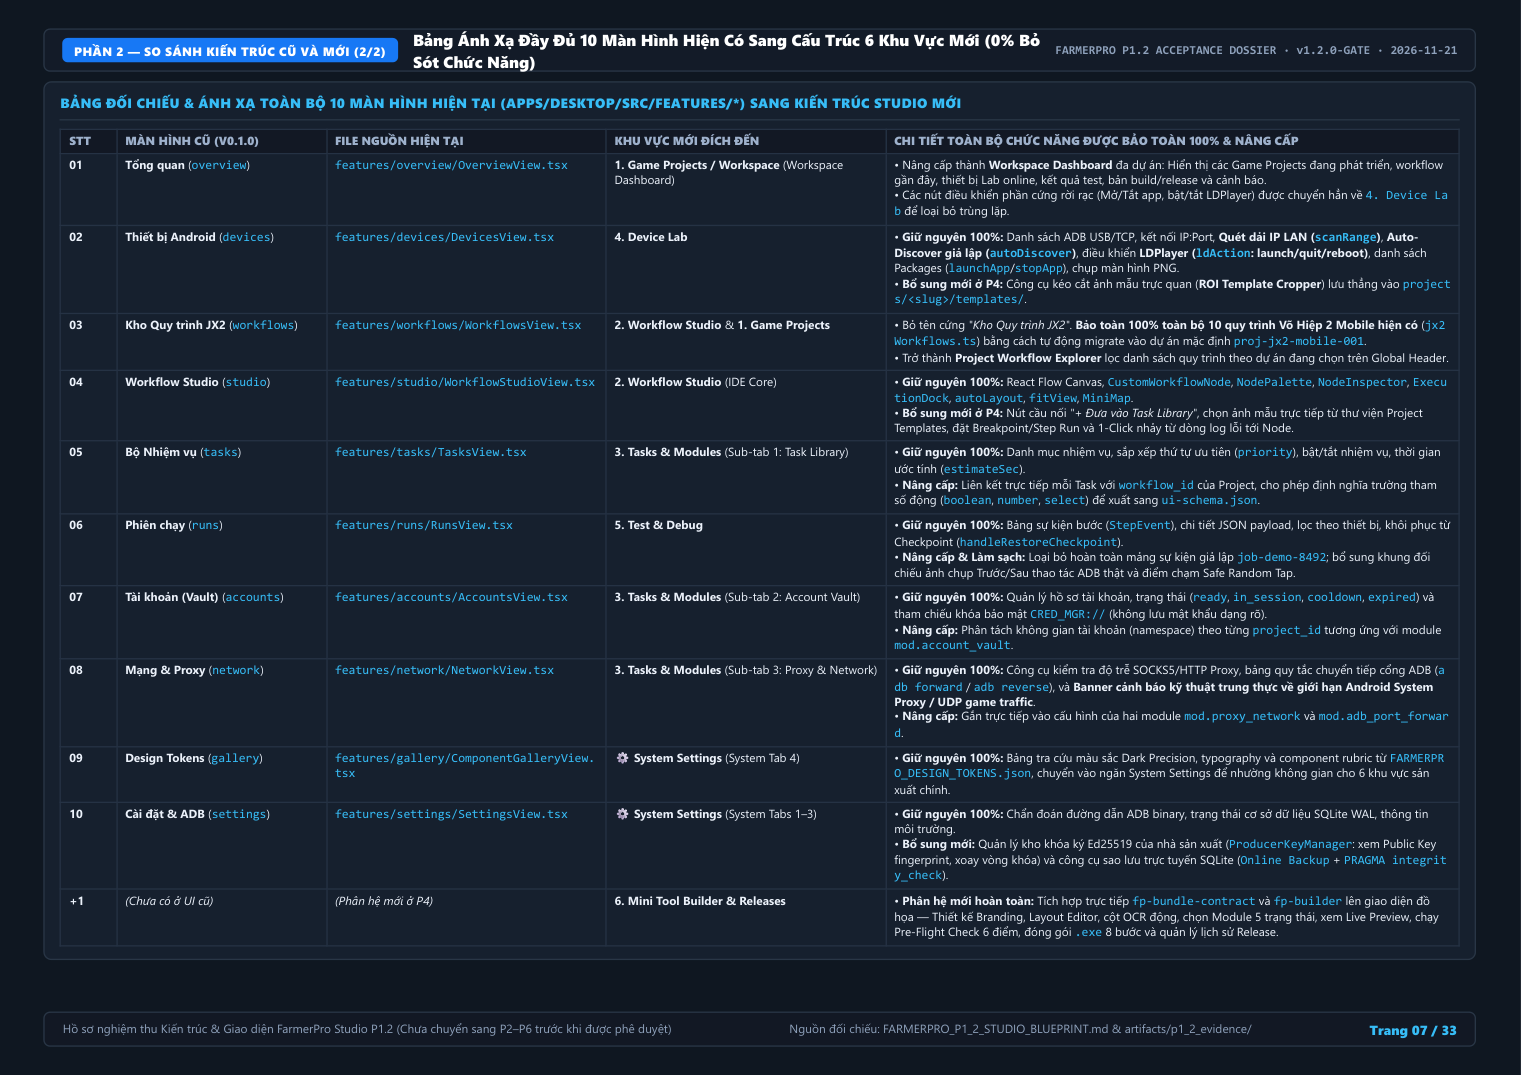 PHẦN 2 — SO SÁNH KIẾN TRÚC CŨ VÀ MỚI (2/2)
Bảng Ánh Xạ Đầy Đủ 10 Màn Hình Hiện Có Sang Cấu Trúc 6 Khu Vực Mới (0% Bỏ
Sót Chức Năng)
FARMERPRO P1.2 ACCEPTANCE DOSSIER · v1.2.0-GATE · 2026-11-21
BẢNG ĐỐI CHIẾU & ÁNH XẠ TOÀN BỘ 10 MÀN HÌNH HIỆN TẠI (APPS/DESKTOP/SRC/FEATURES/*) SANG KIẾN TRÚC STUDIO MỚI
STT
MÀN HÌNH CŨ (V0.1.0)
FILE NGUỒN HIỆN TẠI
KHU VỰC MỚI ĐÍCH ĐẾN
CHI TIẾT TOÀN BỘ CHỨC NĂNG ĐƯỢC BẢO TOÀN 100% & NÂNG CẤP
01
Tổng quan (overview)
features/overview/OverviewView.tsx
1. Game Projects / Workspace (Workspace
Dashboard)
• Nâng cấp thành Workspace Dashboard đa dự án: Hiển thị các Game Projects đang phát triển, workflow
gần đây, thiết bị Lab online, kết quả test, bản build/release và cảnh báo.
• Các nút điều khiển phần cứng rời rạc (Mở/Tắt app, bật/tắt LDPlayer) được chuyển hẳn về 4. Device La
b để loại bỏ trùng lặp.
02
Thiết bị Android (devices)
features/devices/DevicesView.tsx
4. Device Lab
• Giữ nguyên 100%: Danh sách ADB USB/TCP, kết nối IP:Port, Quét dải IP LAN (scanRange), Auto-
Discover giả lập (autoDiscover), điều khiển LDPlayer (ldAction: launch/quit/reboot), danh sách
Packages (launchApp/stopApp), chụp màn hình PNG.
• Bổ sung mới ở P4: Công cụ kéo cắt ảnh mẫu trực quan (ROI Template Cropper) lưu thẳng vào project
s/<slug>/templates/.
03
Kho Quy trình JX2 (workflows)
features/workflows/WorkflowsView.tsx
2. Workflow Studio & 1. Game Projects
• Bỏ tên cứng "Kho Quy trình JX2". Bảo toàn 100% toàn bộ 10 quy trình Võ Hiệp 2 Mobile hiện có (jx2
Workflows.ts) bằng cách tự động migrate vào dự án mặc định proj-jx2-mobile-001.
• Trở thành Project Workflow Explorer lọc danh sách quy trình theo dự án đang chọn trên Global Header.
04
Workflow Studio (studio)
features/studio/WorkflowStudioView.tsx
2. Workflow Studio (IDE Core)
• Giữ nguyên 100%: React Flow Canvas, CustomWorkflowNode, NodePalette, NodeInspector, Execu
tionDock, autoLayout, fitView, MiniMap.
• Bổ sung mới ở P4: Nút cầu nối "+ Đưa vào Task Library", chọn ảnh mẫu trực tiếp từ thư viện Project
Templates, đặt Breakpoint/Step Run và 1-Click nhảy từ dòng log lỗi tới Node.
05
Bộ Nhiệm vụ (tasks)
features/tasks/TasksView.tsx
3. Tasks & Modules (Sub-tab 1: Task Library)
• Giữ nguyên 100%: Danh mục nhiệm vụ, sắp xếp thứ tự ưu tiên (priority), bật/tắt nhiệm vụ, thời gian
ước tính (estimateSec).
• Nâng cấp: Liên kết trực tiếp mỗi Task với workflow_id của Project, cho phép định nghĩa trường tham
số động (boolean, number, select) để xuất sang ui-schema.json.
06
Phiên chạy (runs)
features/runs/RunsView.tsx
5. Test & Debug
• Giữ nguyên 100%: Bảng sự kiện bước (StepEvent), chi tiết JSON payload, lọc theo thiết bị, khôi phục từ
Checkpoint (handleRestoreCheckpoint).
• Nâng cấp & Làm sạch: Loại bỏ hoàn toàn mảng sự kiện giả lập job-demo-8492; bổ sung khung đối
chiếu ảnh chụp Trước/Sau thao tác ADB thật và điểm chạm Safe Random Tap.
07
Tài khoản (Vault) (accounts)
features/accounts/AccountsView.tsx
3. Tasks & Modules (Sub-tab 2: Account Vault)
• Giữ nguyên 100%: Quản lý hồ sơ tài khoản, trạng thái (ready, in_session, cooldown, expired) và
tham chiếu khóa bảo mật CRED_MGR:// (không lưu mật khẩu dạng rõ).
• Nâng cấp: Phân tách không gian tài khoản (namespace) theo từng project_id tương ứng với module
mod.account_vault.
08
Mạng & Proxy (network)
features/network/NetworkView.tsx
3. Tasks & Modules (Sub-tab 3: Proxy & Network)
• Giữ nguyên 100%: Công cụ kiểm tra độ trễ SOCKS5/HTTP Proxy, bảng quy tắc chuyển tiếp cổng ADB (a
db forward / adb reverse), và Banner cảnh báo kỹ thuật trung thực về giới hạn Android System
Proxy / UDP game traffic.
• Nâng cấp: Gắn trực tiếp vào cấu hình của hai module mod.proxy_network và mod.adb_port_forwar
d.
09
Design Tokens (gallery)
features/gallery/ComponentGalleryView.
tsx
⚙️ System Settings (System Tab 4)
• Giữ nguyên 100%: Bảng tra cứu màu sắc Dark Precision, typography và component rubric từ FARMERPR
O_DESIGN_TOKENS.json, chuyển vào ngăn System Settings để nhường không gian cho 6 khu vực sản
xuất chính.
10
Cài đặt & ADB (settings)
features/settings/SettingsView.tsx
⚙️ System Settings (System Tabs 1–3)
• Giữ nguyên 100%: Chẩn đoán đường dẫn ADB binary, trạng thái cơ sở dữ liệu SQLite WAL, thông tin
môi trường.
• Bổ sung mới: Quản lý kho khóa ký Ed25519 của nhà sản xuất (ProducerKeyManager: xem Public Key
fingerprint, xoay vòng khóa) và công cụ sao lưu trực tuyến SQLite (Online Backup + PRAGMA integrit
y_check).
+1
(Chưa có ở UI cũ)
(Phân hệ mới ở P4)
6. Mini Tool Builder & Releases
• Phân hệ mới hoàn toàn: Tích hợp trực tiếp fp-bundle-contract và fp-builder lên giao diện đồ
họa — Thiết kế Branding, Layout Editor, cột OCR động, chọn Module 5 trạng thái, xem Live Preview, chạy
Pre-Flight Check 6 điểm, đóng gói .exe 8 bước và quản lý lịch sử Release.
Hồ sơ nghiệm thu Kiến trúc & Giao diện FarmerPro Studio P1.2 (Chưa chuyển sang P2–P6 trước khi được phê duyệt)
Nguồn đối chiếu: FARMERPRO_P1_2_STUDIO_BLUEPRINT.md & artifacts/p1_2_evidence/
Trang 07 / 33